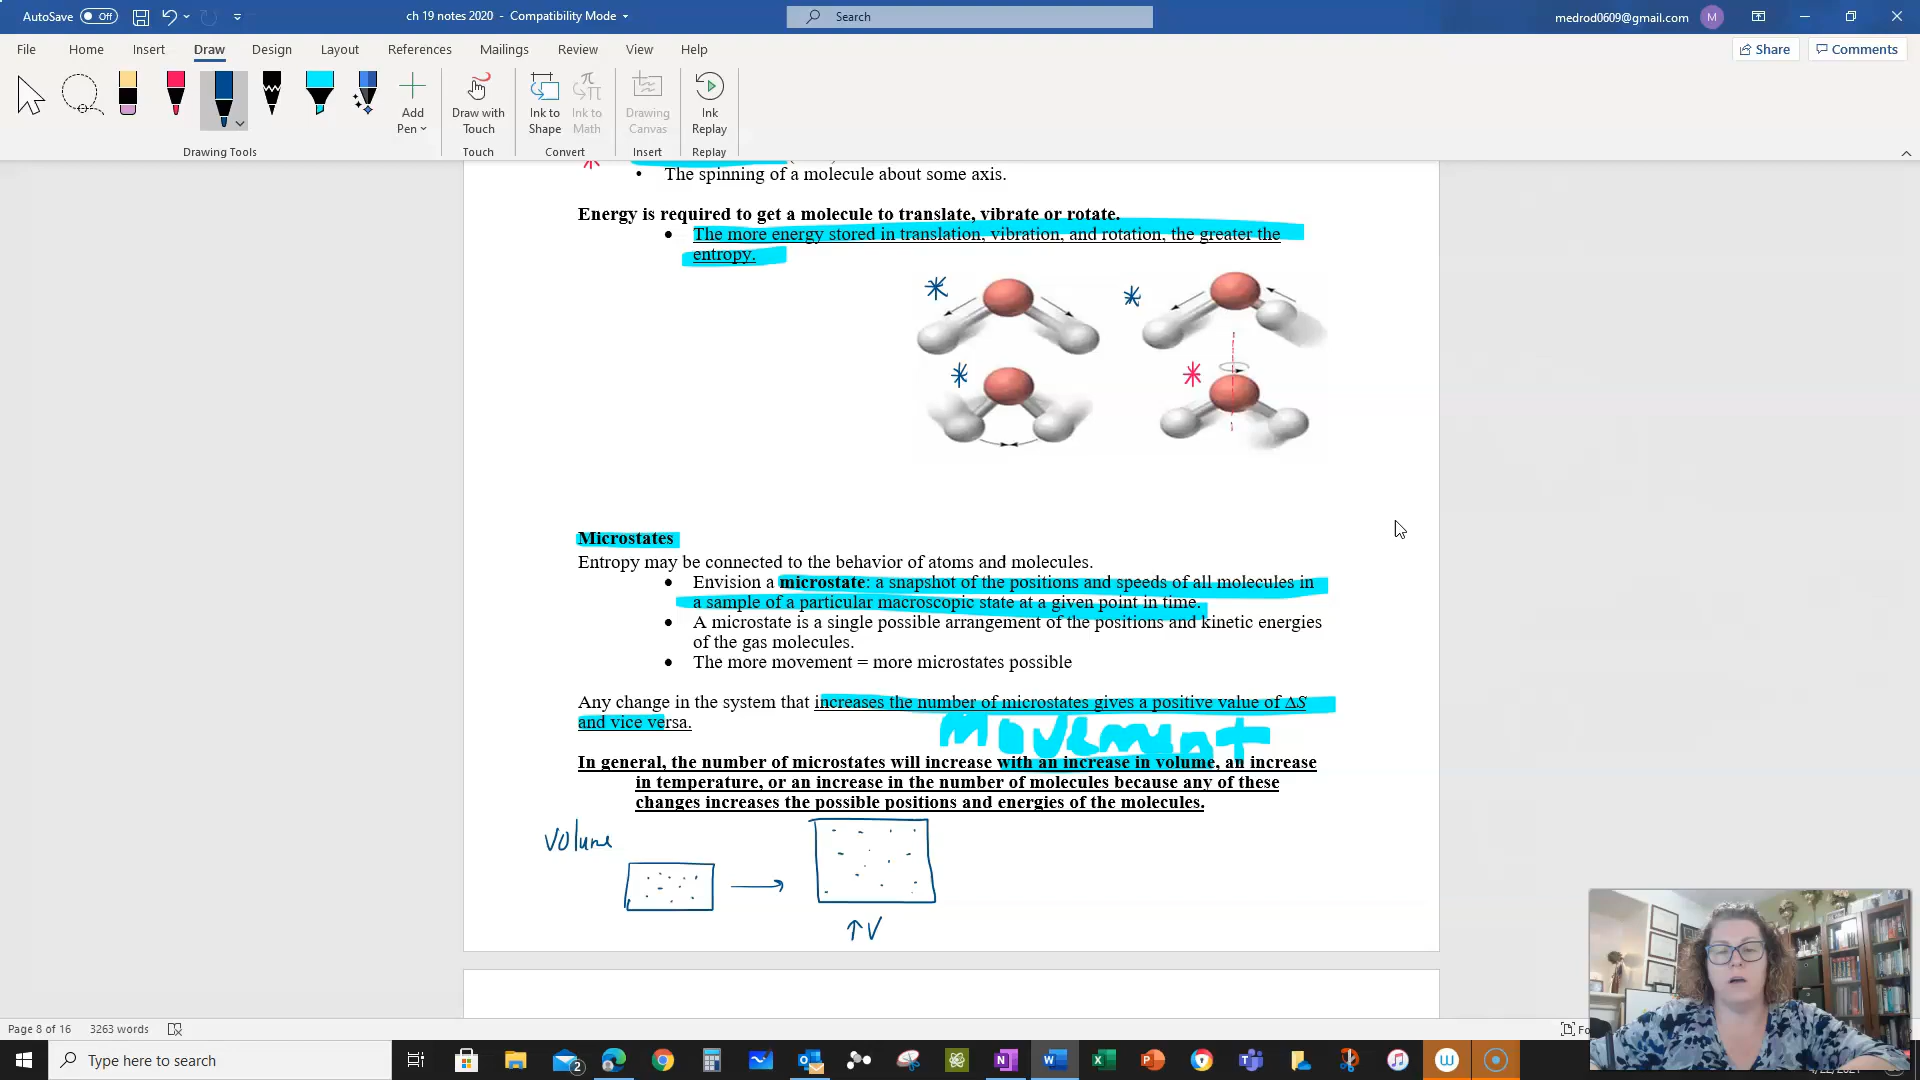 AutoSave Off
ch 19 notes 2020 - Compatibility Mode
Search
medrod0609@gmail.com
M
File Home Insert Draw Design Layout References Mailings Review View Help
Share Comments
Add Pen
Draw with Touch
Ink to Shape
Ink to Math
Drawing Canvas
Ink Replay
Drawing Tools Touch Convert Insert Replay
• The spinning of a molecule about some axis.
Energy is required to get a molecule to translate, vibrate or rotate.
• The more energy stored in translation, vibration, and rotation, the greater the
entropy.
Microstates
Entropy may be connected to the behavior of atoms and molecules.
• Envision a microstate: a snapshot of the positions and speeds of all molecules in
a sample of a particular macroscopic state at a given point in time.
• A microstate is a single possible arrangement of the positions and kinetic energies
of the gas molecules.
• The more movement = more microstates possible
Any change in the system that increases the number of microstates gives a positive value of ΔS
and vice versa.
Movement
In general, the number of microstates will increase with an increase in volume, an increase
in temperature, or an increase in the number of molecules because any of these
changes increases the possible positions and energies of the molecules.
Volume
↑V
Page 8 of 16 3263 words
Type here to search
2